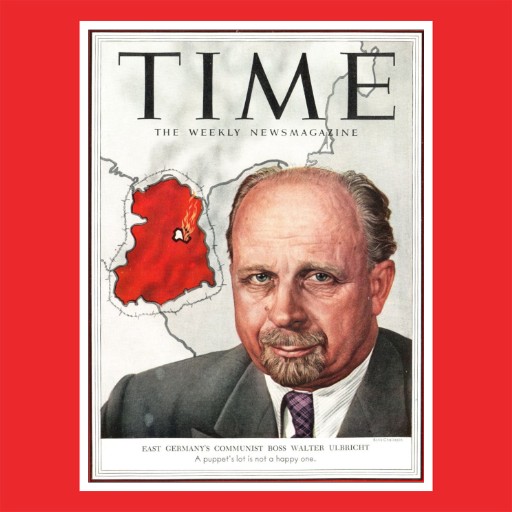 TIME
THE WEEKLY NEWSMAGAZINE
EAST GERMANY'S COMMUNIST BOSS WALTER ULBRICHT
A puppet's lot is not a happy one.